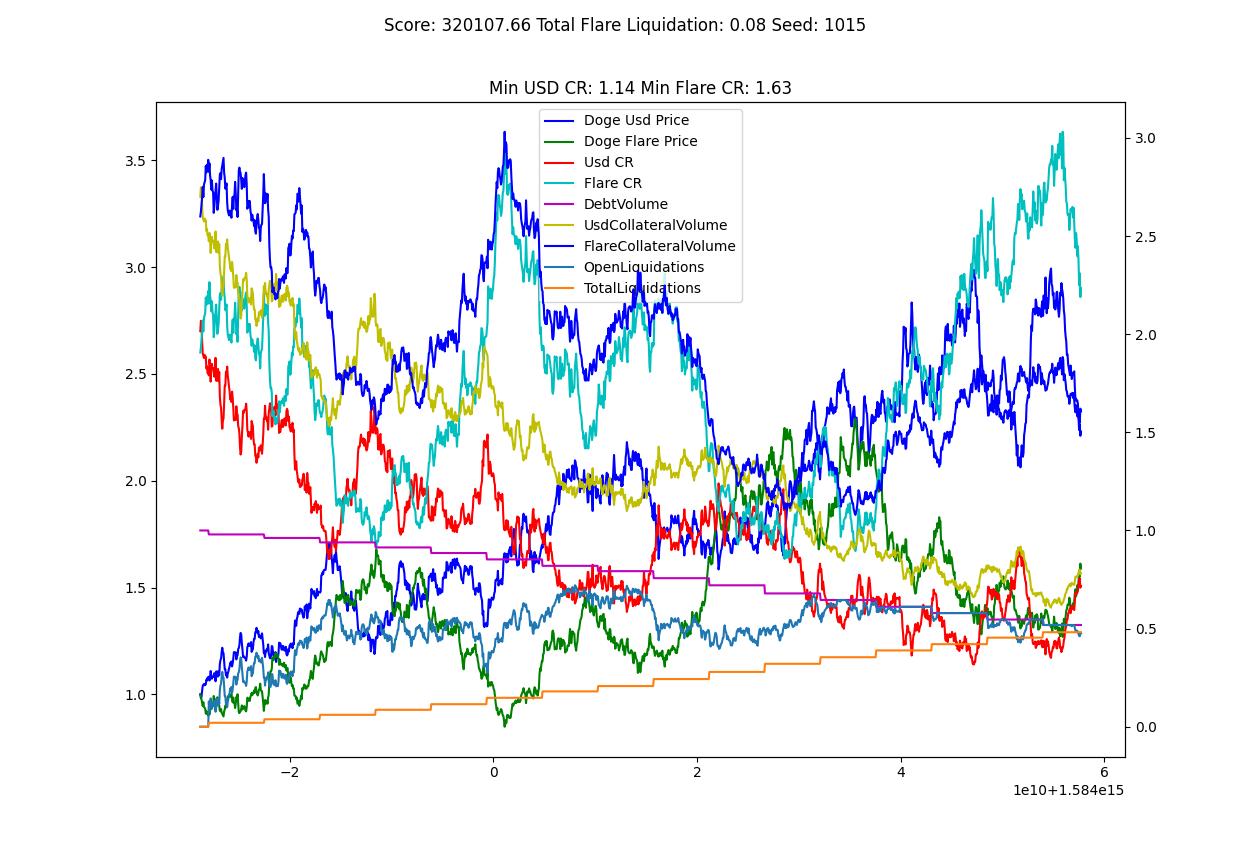 Score: 320107.66 Total Flare Liquidation: 0.08 Seed: 1015
Min USD CR: 1.14 Min Flare CR: 1.63
Doge Usd Price
Doge Flare Price
Usd CR
Flare CR
DebtVolume
UsdCollateralVolume
FlareCollateralVolume
OpenLiquidations
TotalLiquidations
3.5
3.0
2.5
2.0
1.5
1.0
3.0
2.5
2.0
1.5
1.0
0.5
0.0
−2
0
2
4
6
1e10+1.584e15